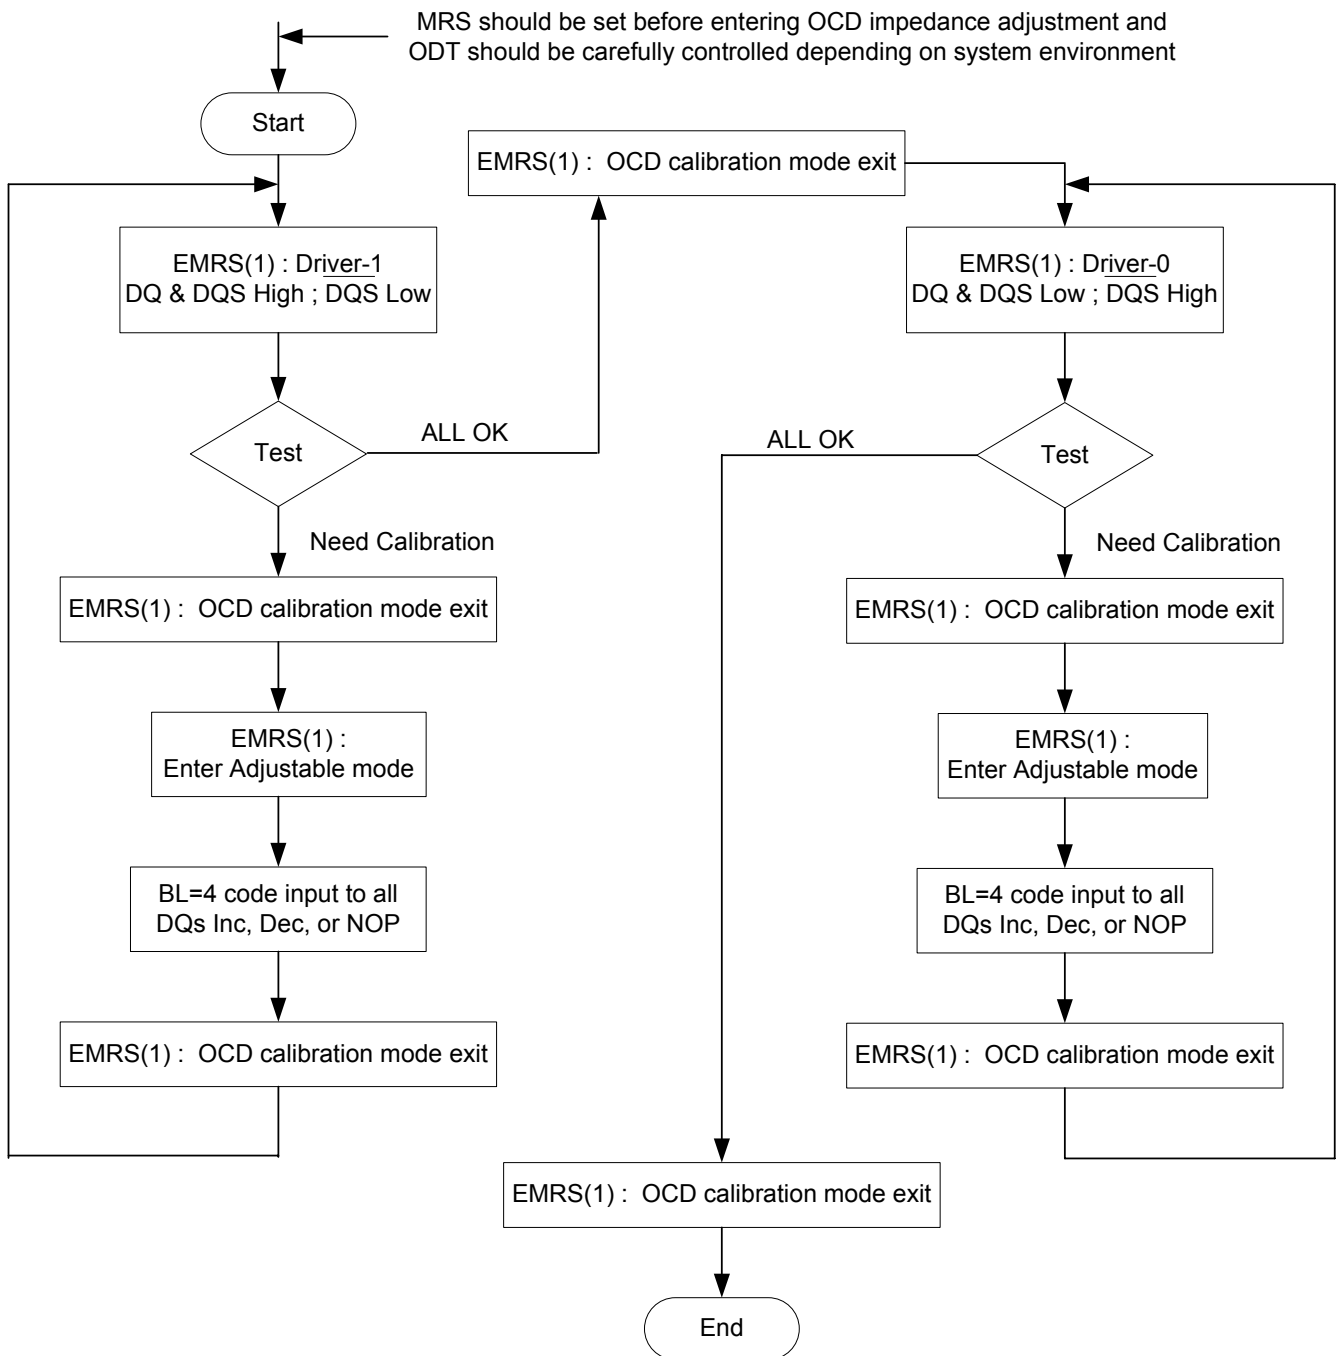 MRS should be set before entering OCD impedance adjustment and
ODT should be carefully controlled depending on system environment
Start
EMRS(1) : OCD calibration mode exit
EMRS(1) : Driver-1
DQ & DQS High ; D̅Q̅S̅ Low
EMRS(1) : Driver-0
DQ & DQS Low ; D̅Q̅S̅ High
Test
ALL OK
ALL OK
Test
Need Calibration
Need Calibration
EMRS(1) : OCD calibration mode exit
EMRS(1) : OCD calibration mode exit
EMRS(1) :
Enter Adjustable mode
EMRS(1) :
Enter Adjustable mode
BL=4 code input to all
DQs Inc, Dec, or NOP
BL=4 code input to all
DQs Inc, Dec, or NOP
EMRS(1) : OCD calibration mode exit
EMRS(1) : OCD calibration mode exit
EMRS(1) : OCD calibration mode exit
End